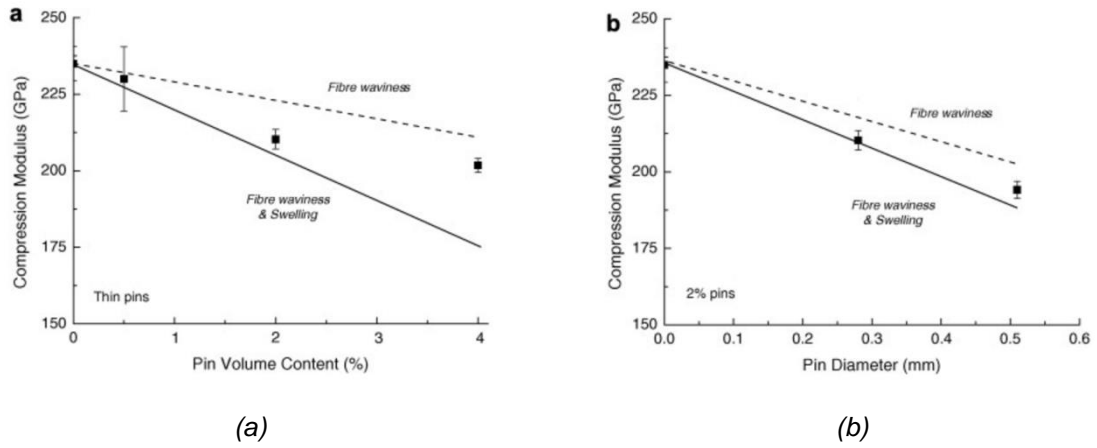 a
250
225
200
175
150
Compression Modulus (GPa)
Fibre waviness
Fibre waviness
& Swelling
Thin pins
0 1 2 3 4
Pin Volume Content (%)
(a)
b
250
225
200
175
150
Compression Modulus (GPa)
Fibre waviness
Fibre waviness
& Swelling
2% pins
0.0 0.1 0.2 0.3 0.4 0.5 0.6
Pin Diameter (mm)
(b)